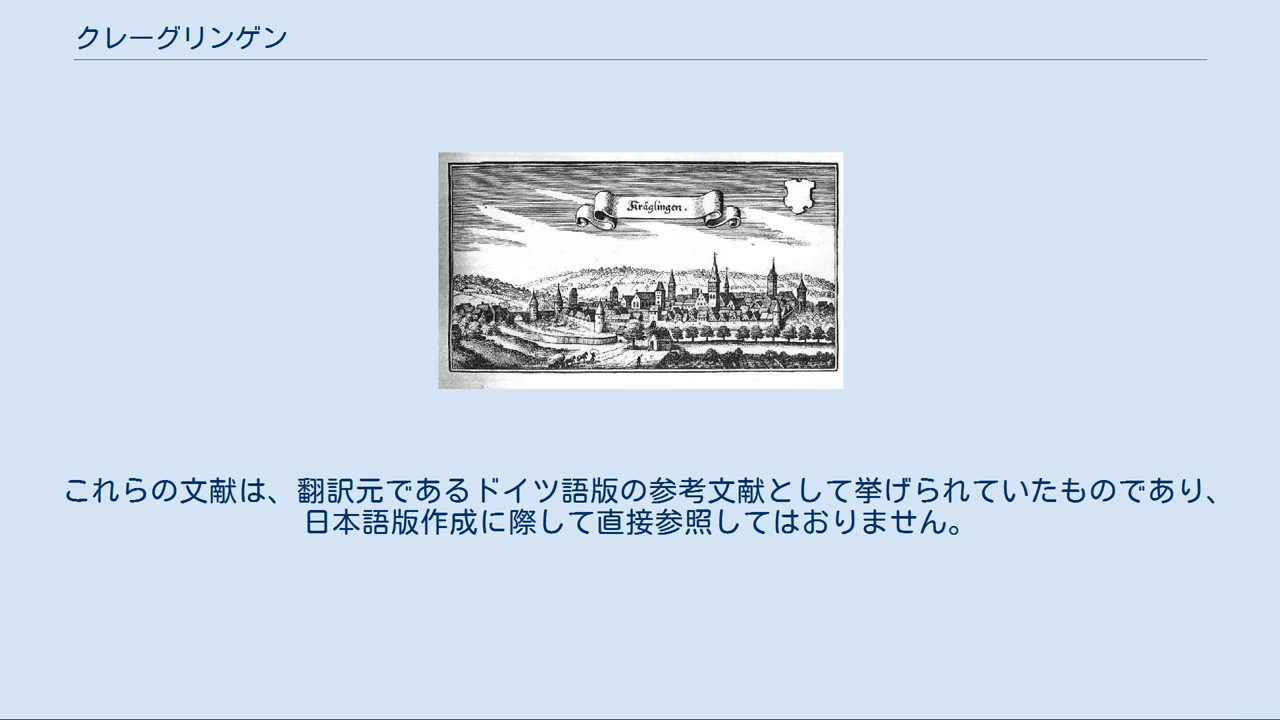 クレーグリンゲン
Kräglingen.
これらの文献は、翻訳元であるドイツ語版の参考文献として挙げられていたものであり、
日本語版作成に際して直接参照してはおりません。